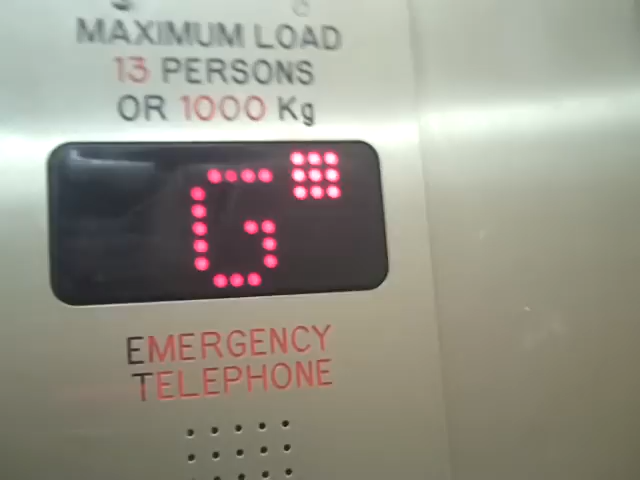 MAXIMUM LOAD
13 PERSONS
OR 1000 Kg
G
EMERGENCY
TELEPHONE